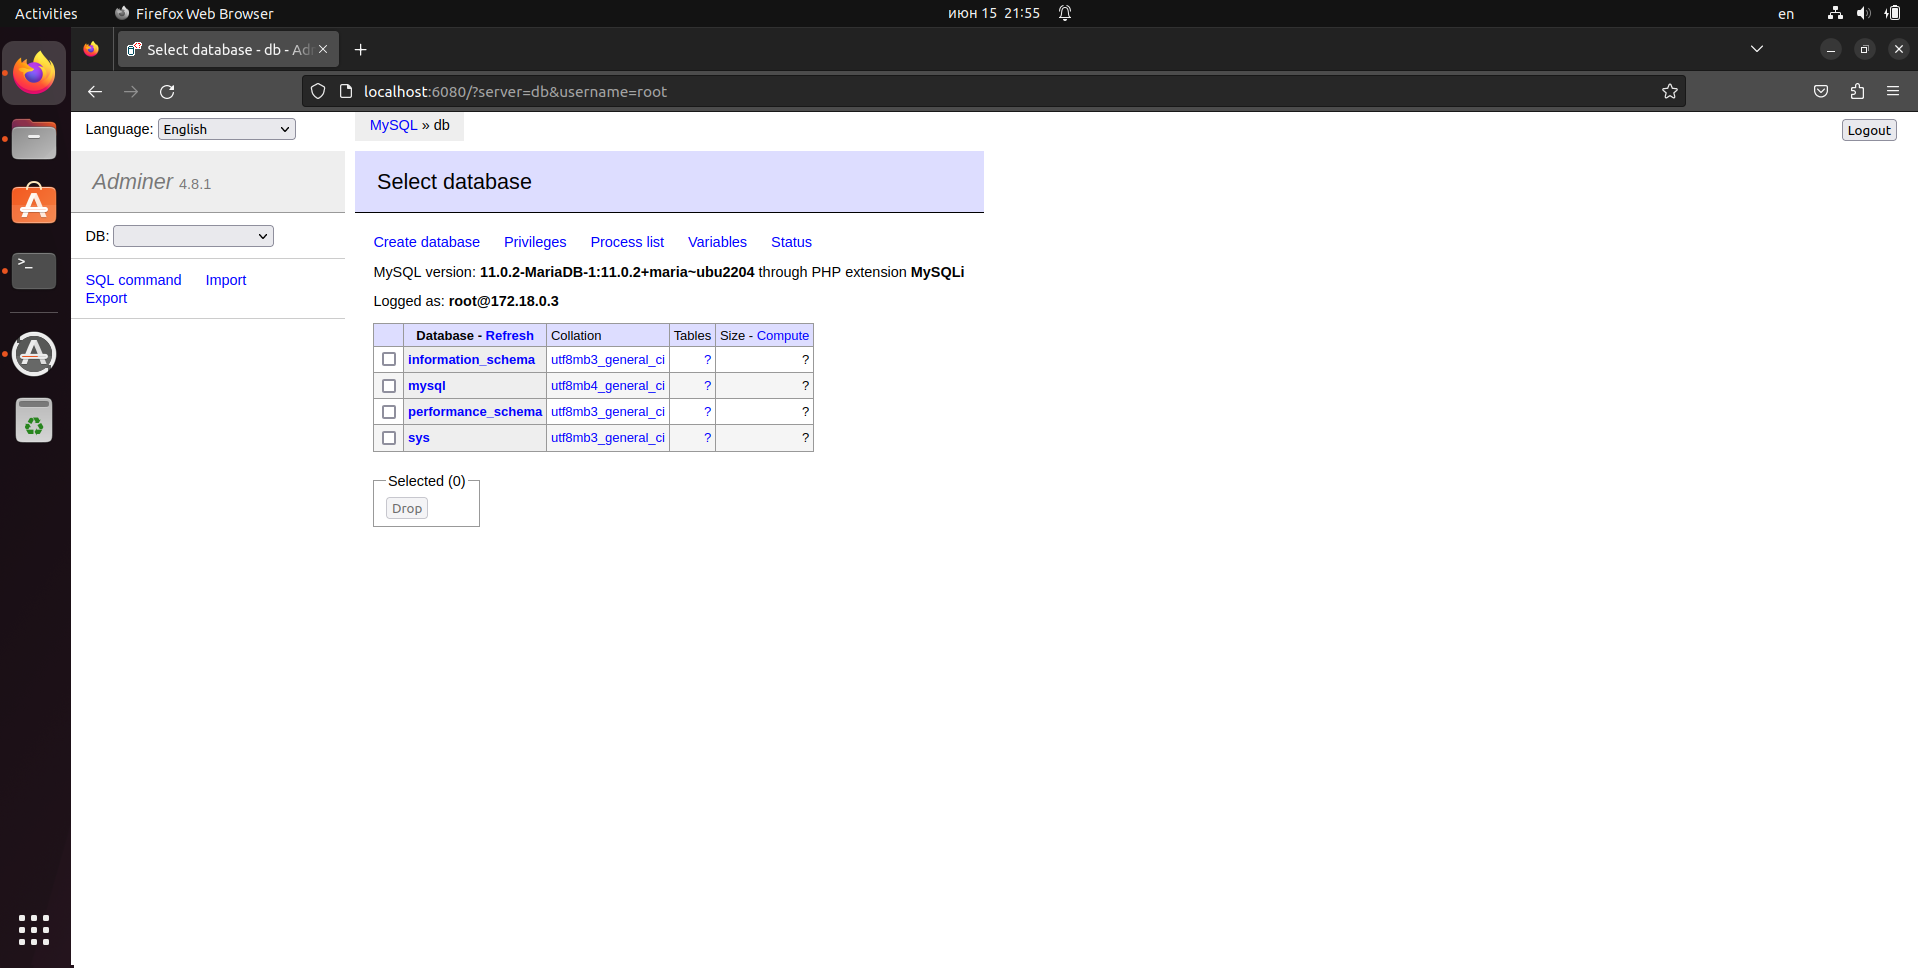 Activities Firefox Web Browser июн 15 21:55 en
Select database - db - Ad
localhost:6080/?server=db&username=root
Language: English MySQL » db Logout
Adminer 4.8.1 Select database
DB:
Create database Privileges Process list Variables Status
SQL command Import
Export
MySQL version: 11.0.2-MariaDB-1:11.0.2+maria~ubu2204 through PHP extension MySQLi
Logged as: root@172.18.0.3
Database - Refresh Collation Tables Size - Compute
information_schema utf8mb3_general_ci ? ?
mysql utf8mb4_general_ci ? ?
performance_schema utf8mb3_general_ci ? ?
sys utf8mb3_general_ci ? ?
Selected (0)
Drop